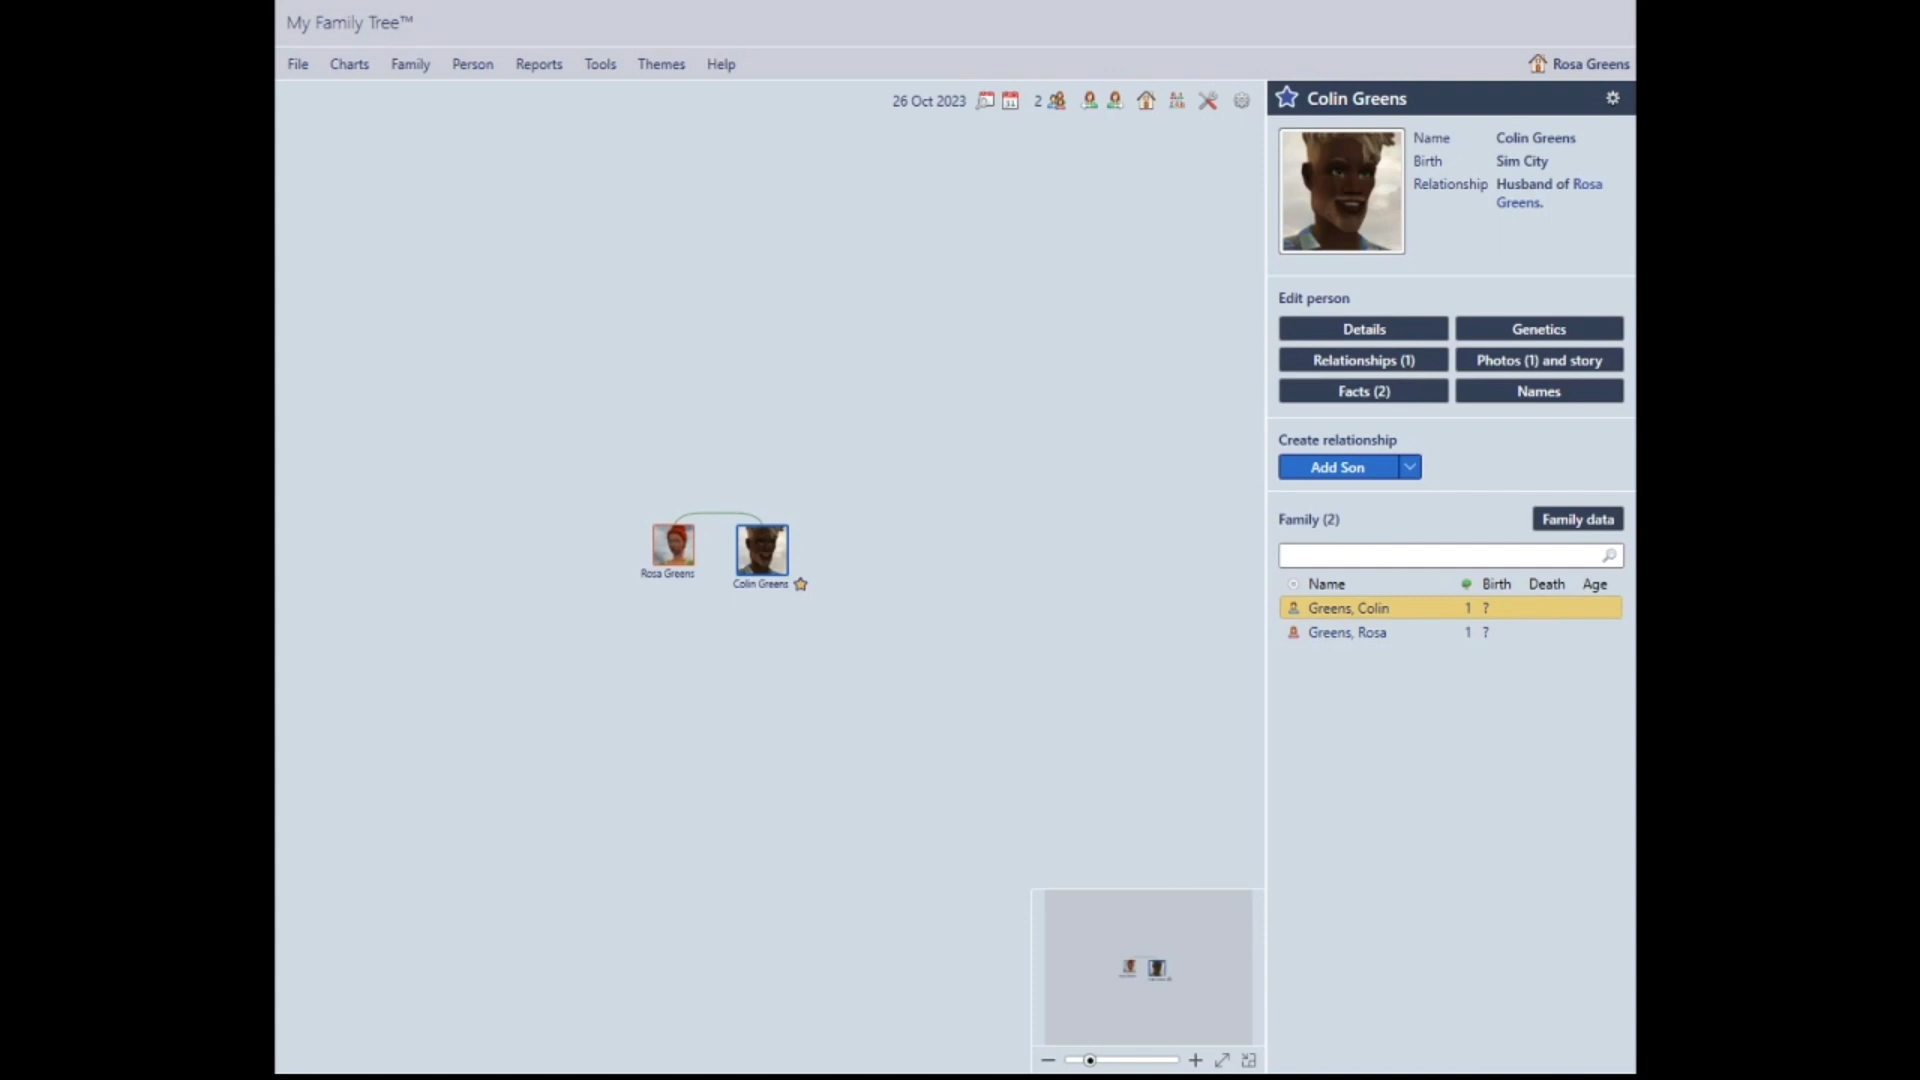 My Family Tree™
File Charts Family Person Reports Tools Themes Help
Rosa Greens
26 Oct 2023
2
Colin Greens
Name Colin Greens
Birth Sim City
Relationship Husband of Rosa
Greens.
Edit person
Details Genetics
Relationships (1) Photos (1) and story
Facts (2) Names
Create relationship
Add Son
Family (2) Family data
Name Birth Death Age
Greens, Colin 1 ?
Greens, Rosa 1 ?
Rosa Greens
Colin Greens